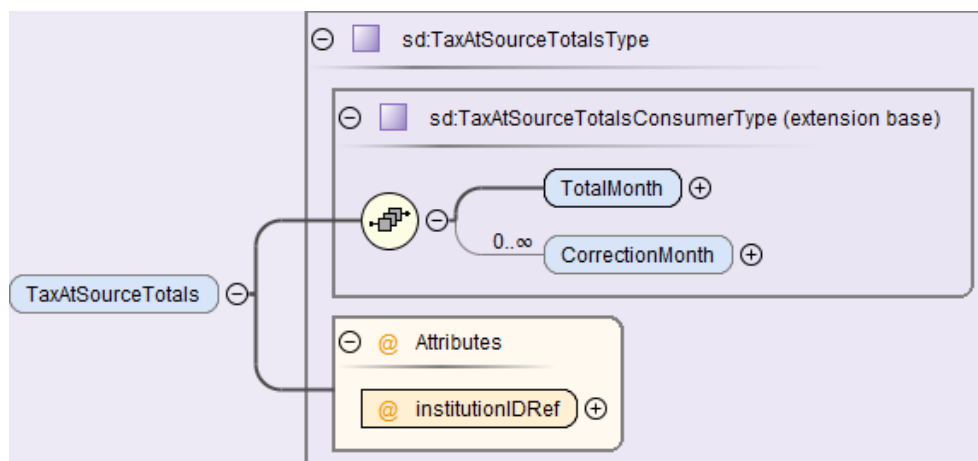 sd:TaxAtSourceTotalsType
sd:TaxAtSourceTotalsConsumerType (extension base)
TotalMonth
0..∞
CorrectionMonth
TaxAtSourceTotals
@ Attributes
@ institutionIDRef